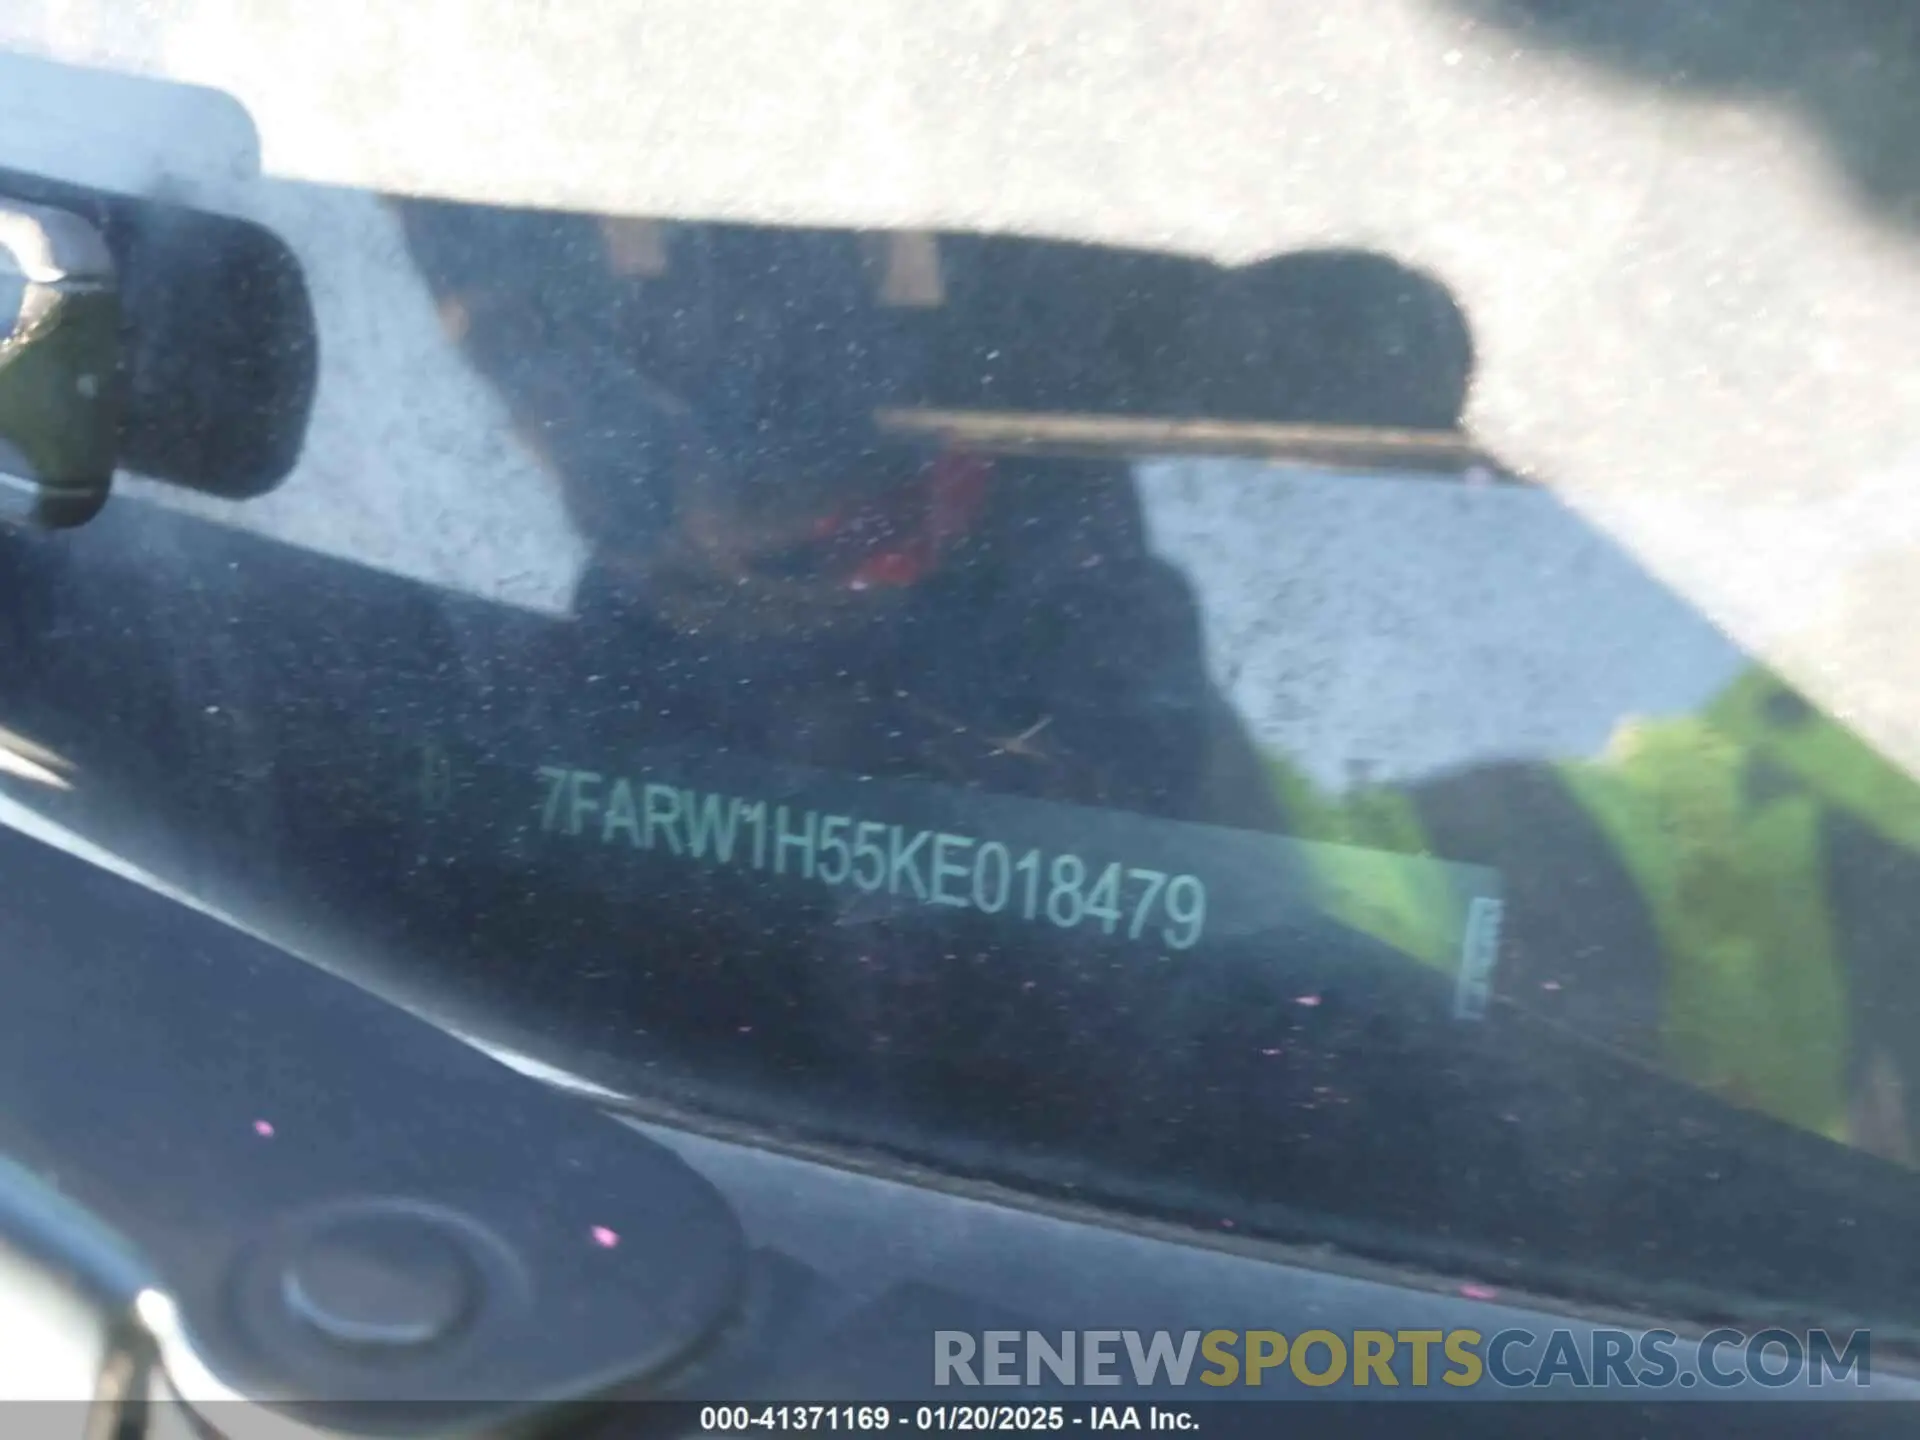 7FARW1H55KE018479
RENEWSPORTSCARS.COM
000-41371169 - 01/20/2025 - IAA Inc.